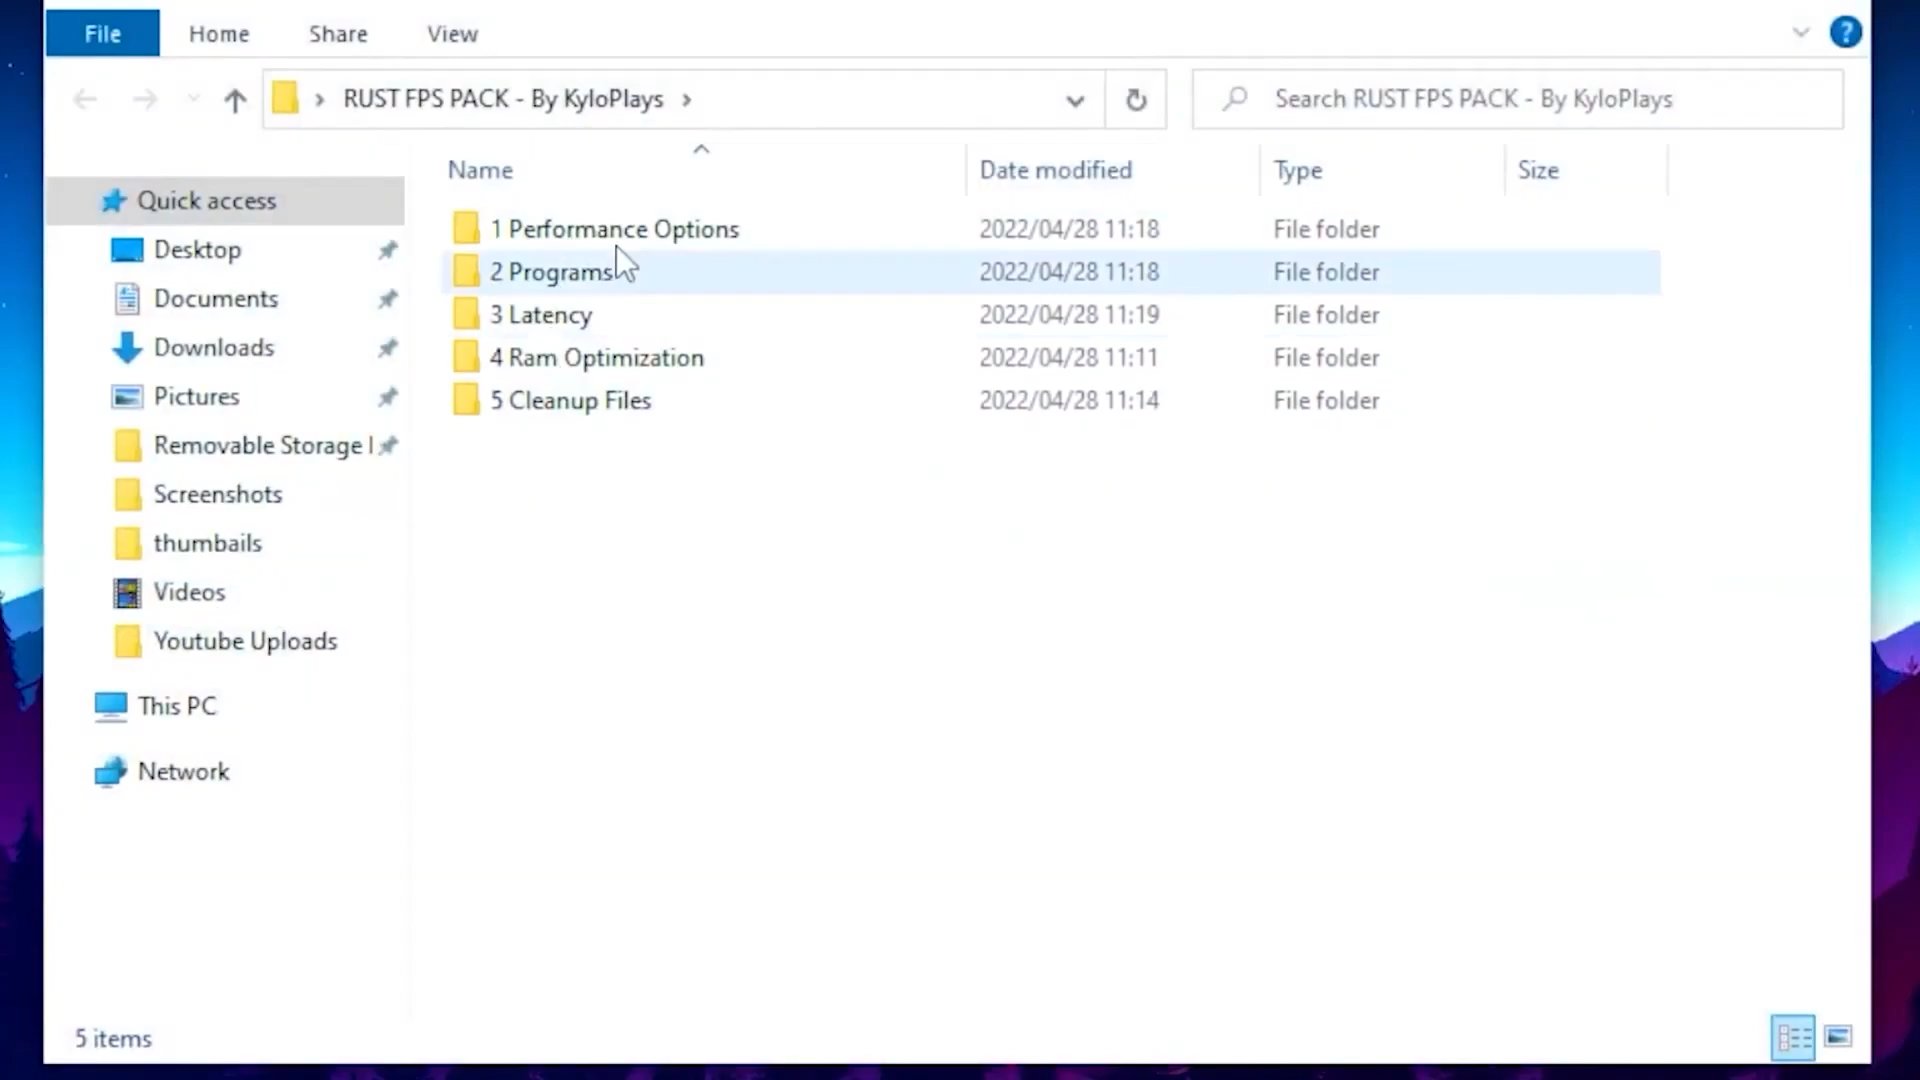 File Home Share View ?
RUST FPS PACK - By KyloPlays Search RUST FPS PACK - By KyloPlays
Name Date modified Type Size
Quick access
Desktop
Documents
Downloads
Pictures
Removable Storage
Screenshots
thumbails
Videos
Youtube Uploads
This PC
Network
1 Performance Options 2022/04/28 11:18 File folder
2 Programs 2022/04/28 11:18 File folder
3 Latency 2022/04/28 11:19 File folder
4 Ram Optimization 2022/04/28 11:11 File folder
5 Cleanup Files 2022/04/28 11:14 File folder
5 items